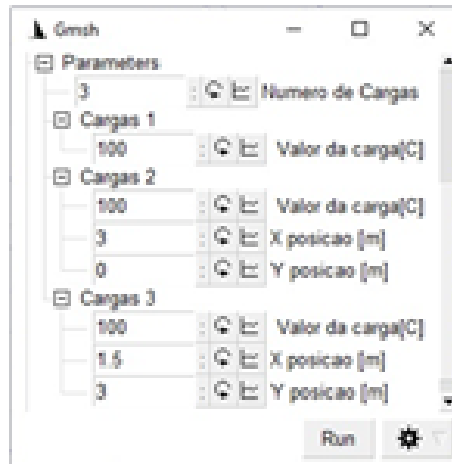 Gmsh
Parameters
3 Numero de Cargas
Cargas 1
100 Valor da carga[C]
Cargas 2
100 Valor da carga[C]
3 X posicao [m]
0 Y posicao [m]
Cargas 3
100 Valor da carga[C]
1.5 X posicao [m]
3 Y posicao [m]
Run